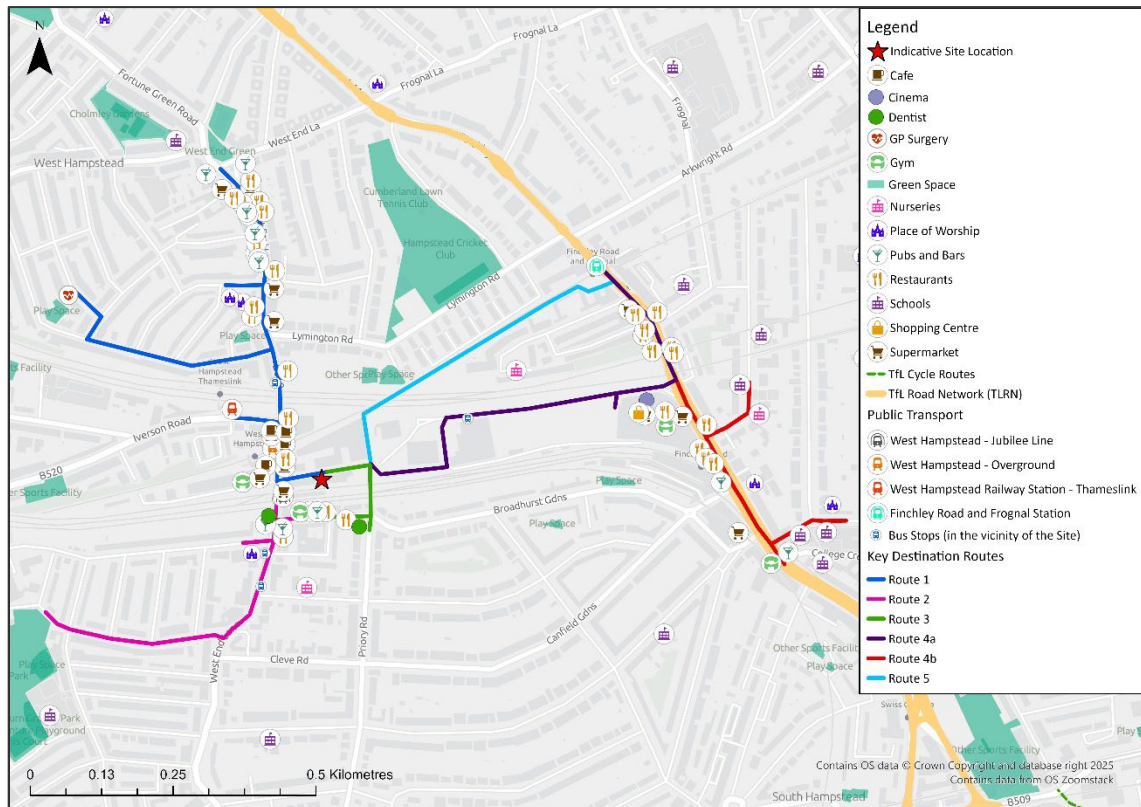 N
Fortune Green Road
Frognal La
Frognal La
Frognal
Cholmley Gardens
West End La
West End Green
West Hampstead
Arkwright Rd
Cumberland Lawn
Tennis Club
Hampstead Cricket
Club
Finchley Road
Lymington Rd
Play Space
Play Space
Lymington Rd
Sports Facility
Hampstead
Thameslink
Play Space
Iverson Road
B520
Other Sports Facility
Broadhurst Gdns
Play Space
Play Space
College Cre
Canfield Gdns
Priory Rd
West End
Cleve Rd
Play Space
Park
Playground
Other Sports
Facility
Play Space
Other Sports Facility
Play
South Hampstead
B509
0
0.13
0.25
0.5 Kilometres
Legend
Indicative Site Location
Cafe
Cinema
Dentist
GP Surgery
Gym
Green Space
Nurseries
Place of Worship
Pubs and Bars
Restaurants
Schools
Shopping Centre
Supermarket
TfL Cycle Routes
TfL Road Network (TLRN)
Public Transport
West Hampstead - Jubilee Line
West Hampstead - Overground
West Hampstead Railway Station - Thameslink
Finchley Road and Frognal Station
Bus Stops (in the vicinity of the Site)
Key Destination Routes
Route 1
Route 2
Route 3
Route 4a
Route 4b
Route 5
Contains OS data © Crown Copyright and database right 2025
Contains data from OS Zoomstack